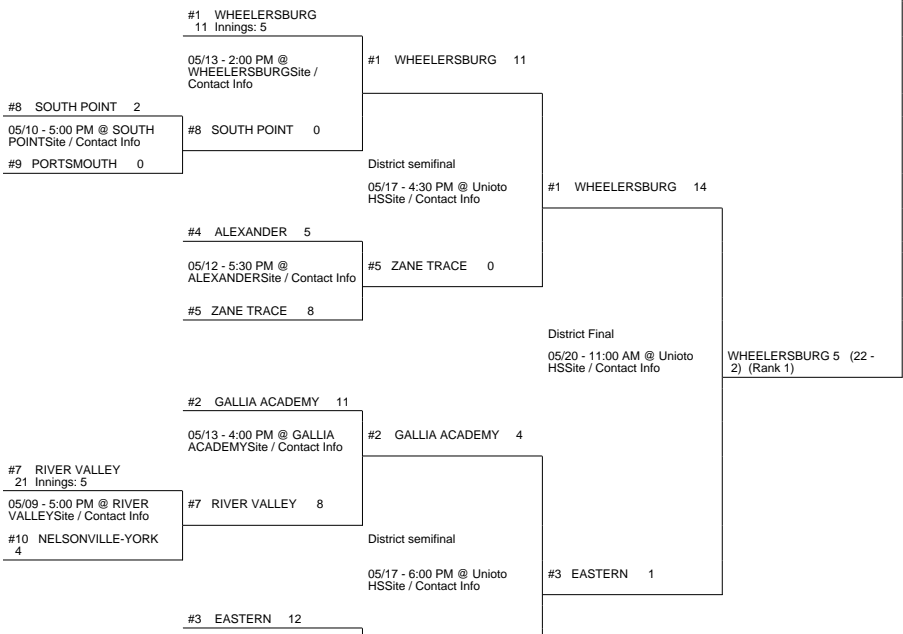 #1 WHEELERSBURG
11 Innings: 5
05/13 - 2:00 PM @
WHEELERSBURGSite /
Contact Info
#1 WHEELERSBURG 11
#8 SOUTH POINT 2
05/10 - 5:00 PM @ SOUTH
POINTSite / Contact Info
#8 SOUTH POINT 0
#9 PORTSMOUTH 0
District semifinal
05/17 - 4:30 PM @ Unioto
HSSite / Contact Info
#1 WHEELERSBURG 14
#4 ALEXANDER 5
05/12 - 5:30 PM @
ALEXANDERSite / Contact Info
#5 ZANE TRACE 0
#5 ZANE TRACE 8
District Final
05/20 - 11:00 AM @ Unioto
HSSite / Contact Info
WHEELERSBURG 5 (22 -
2) (Rank 1)
#2 GALLIA ACADEMY 11
05/13 - 4:00 PM @ GALLIA
ACADEMYSite / Contact Info
#2 GALLIA ACADEMY 4
#7 RIVER VALLEY
21 Innings: 5
05/09 - 5:00 PM @ RIVER
VALLEYSite / Contact Info
#7 RIVER VALLEY 8
#10 NELSONVILLE-YORK
4
District semifinal
05/17 - 6:00 PM @ Unioto
HSSite / Contact Info
#3 EASTERN 1
#3 EASTERN 12